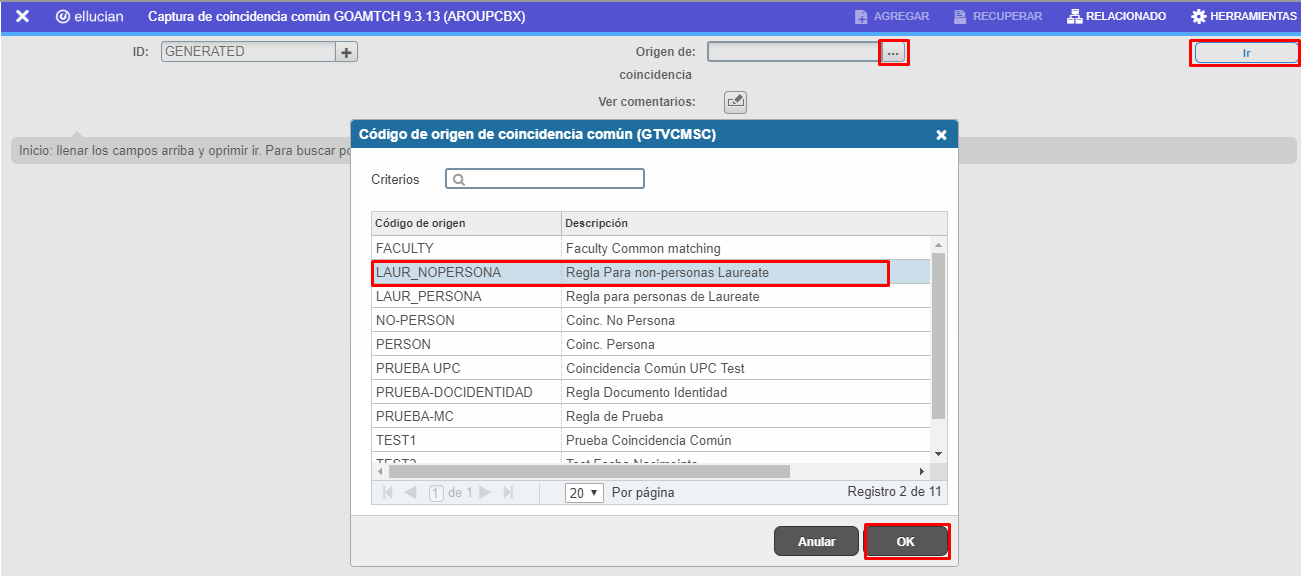 ellucian Captura de coincidencia común GOAMTCH 9.3.13 (AROUPCBX) AGREGAR RECUPERAR RELACIONADO HERRAMIENTAS
ID: GENERATED Origen de: ... Ir
coincidencia
Ver comentarios:
Código de origen de coincidencia común (GTVCMSC)
Inicio: llenar los campos arriba y oprimir ir. Para buscar
Criterios
Código de origen Descripción
FACULTY Faculty Common matching
LAUR_NOPERSONA Regla Para non-personas Laureate
LAUR_PERSONA Regla para personas de Laureate
NO-PERSON Coinc. No Persona
PERSON Coinc. Persona
PRUEBA UPC Coincidencia Común UPC Test
PRUEBA-DOCIDENTIDAD Regla Documento Identidad
PRUEBA-MC Regla de Prueba
TEST1 Prueba Coincidencia Común
1 de 1 20 Por página Registro 2 de 11
Anular OK